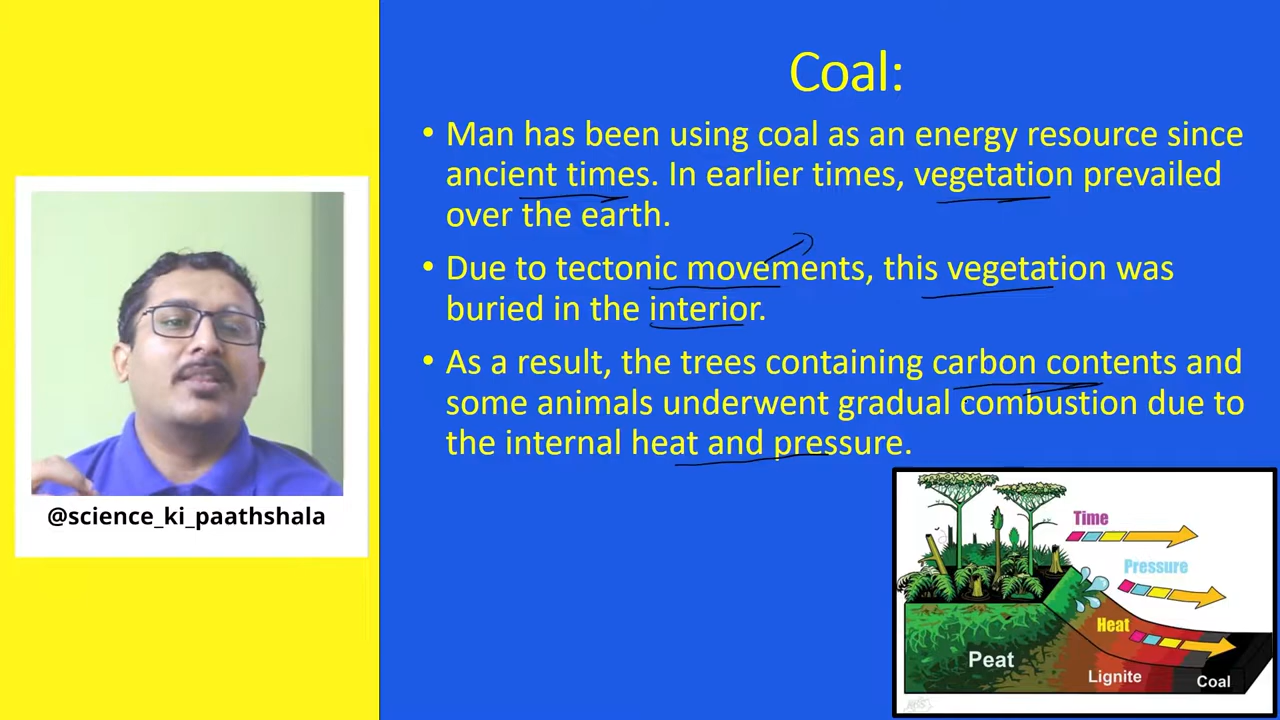 Coal:
• Man has been using coal as an energy resource since
ancient times. In earlier times, vegetation prevailed
over the earth.
• Due to tectonic movements, this vegetation was
buried in the interior.
• As a result, the trees containing carbon contents and
some animals underwent gradual combustion due to
the internal heat and pressure.
@science_ki_paathshala
Time
Pressure
Heat
Peat
Lignite
Coal